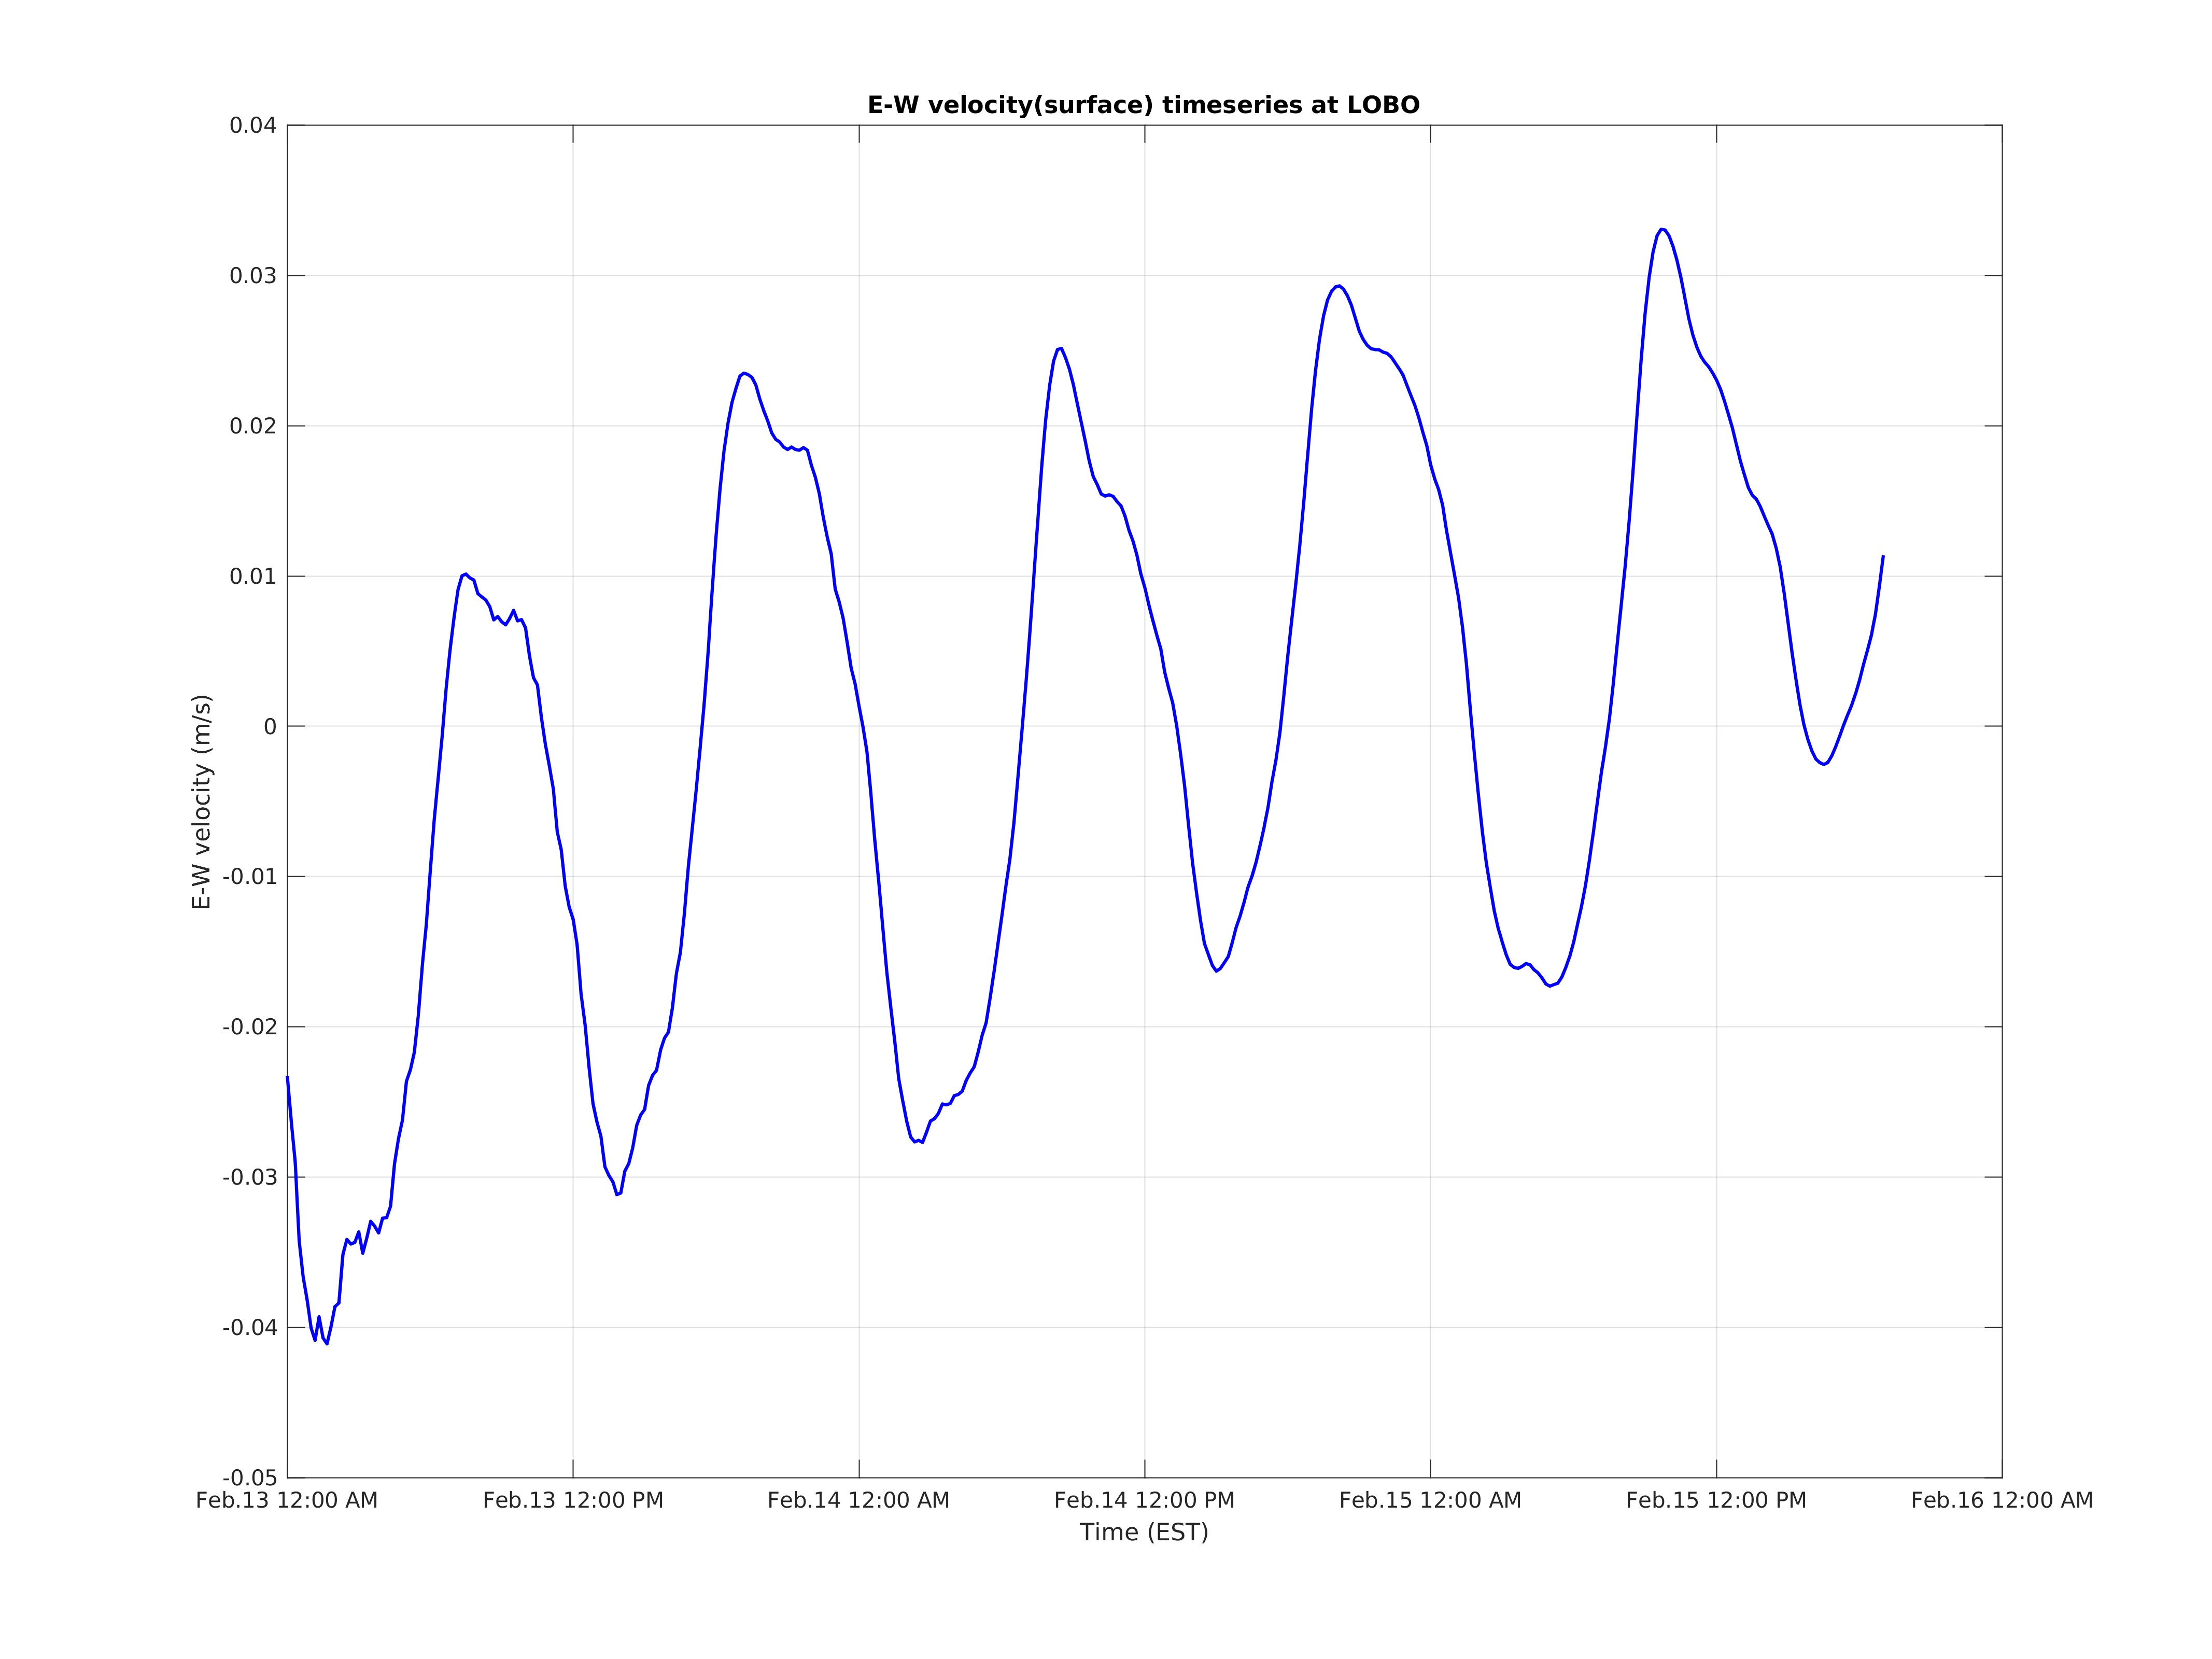 E-W velocity(surface) timeseries at LOBO
0.04
0.03
0.02
0.01
0
-0.01
-0.02
-0.03
-0.04
-0.05
E-W velocity (m/s)
Feb.13 12:00 AM Feb.13 12:00 PM Feb.14 12:00 AM Feb.14 12:00 PM Feb.15 12:00 AM Feb.15 12:00 PM Feb.16 12:00 AM
Time (EST)